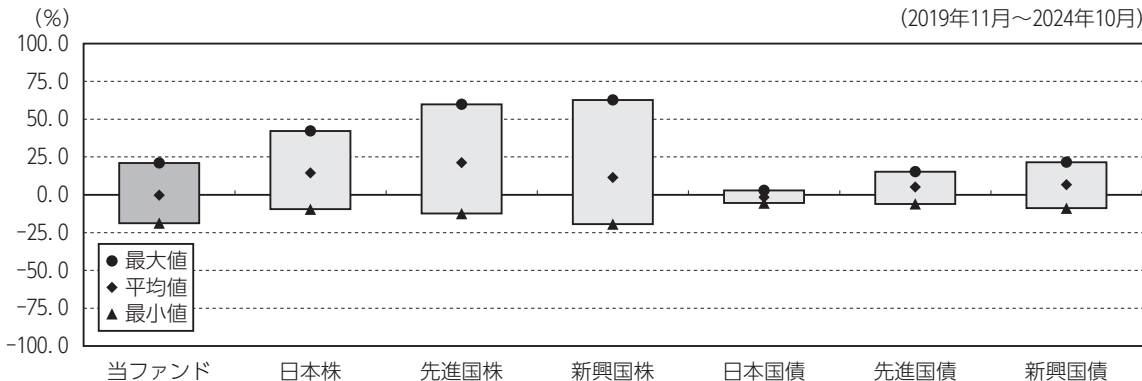 (%)
(2019年11月～2024年10月)
100.0
75.0
50.0
25.0
0.0
-25.0
-50.0
-75.0
-100.0
● 最大値
◆ 平均値
▲ 最小値
当ファンド 日本株 先進国株 新興国株 日本国債 先進国債 新興国債